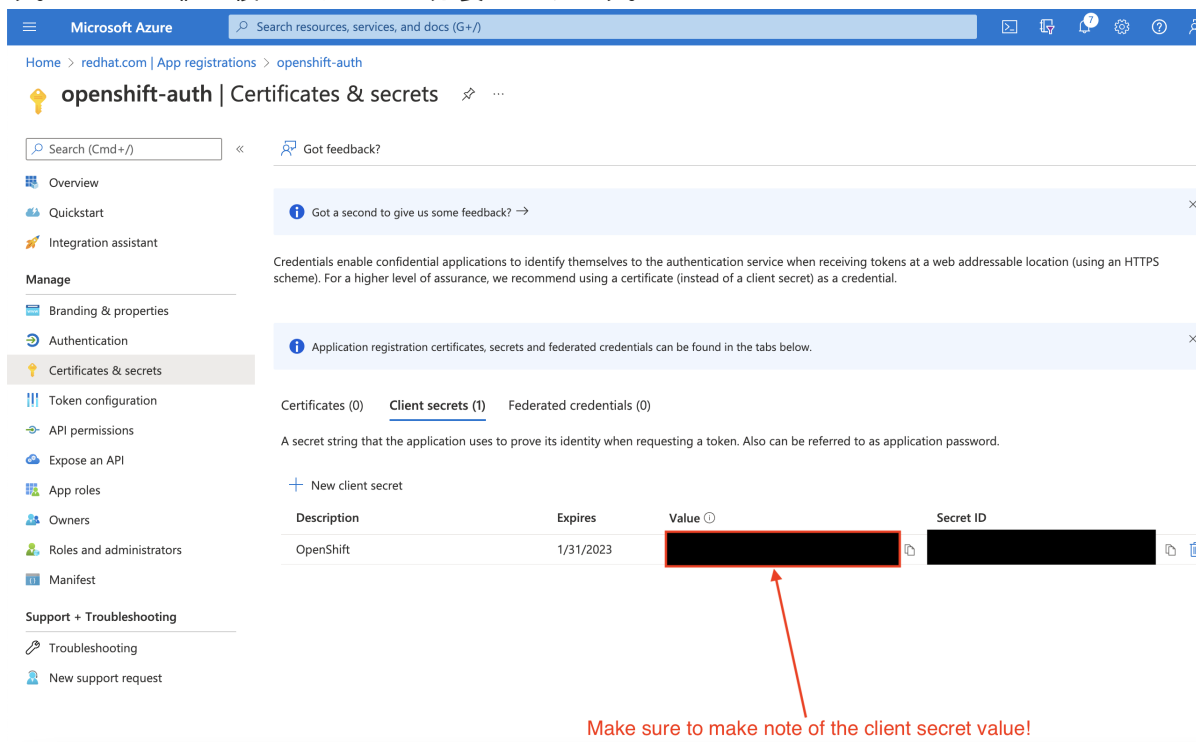 Microsoft Azure
Search resources, services, and docs (G+/)
7
Home > redhat.com | App registrations > openshift-auth
openshift-auth | Certificates & secrets
Search (Cmd+/)
Got feedback?
Overview
Quickstart
Integration assistant
Got a second to give us some feedback? →
Credentials enable confidential applications to identify themselves to the authentication service when receiving tokens at a web addressable location (using an HTTPS
scheme). For a higher level of assurance, we recommend using a certificate (instead of a client secret) as a credential.
Manage
Branding & properties
Authentication
Certificates & secrets
Token configuration
API permissions
Expose an API
App roles
Owners
Roles and administrators
Manifest
Application registration certificates, secrets and federated credentials can be found in the tabs below.
Certificates (0) Client secrets (1) Federated credentials (0)
A secret string that the application uses to prove its identity when requesting a token. Also can be referred to as application password.
New client secret
Description Expires Value Secret ID
OpenShift 1/31/2023
Support + Troubleshooting
Troubleshooting
New support request
Make sure to make note of the client secret value!